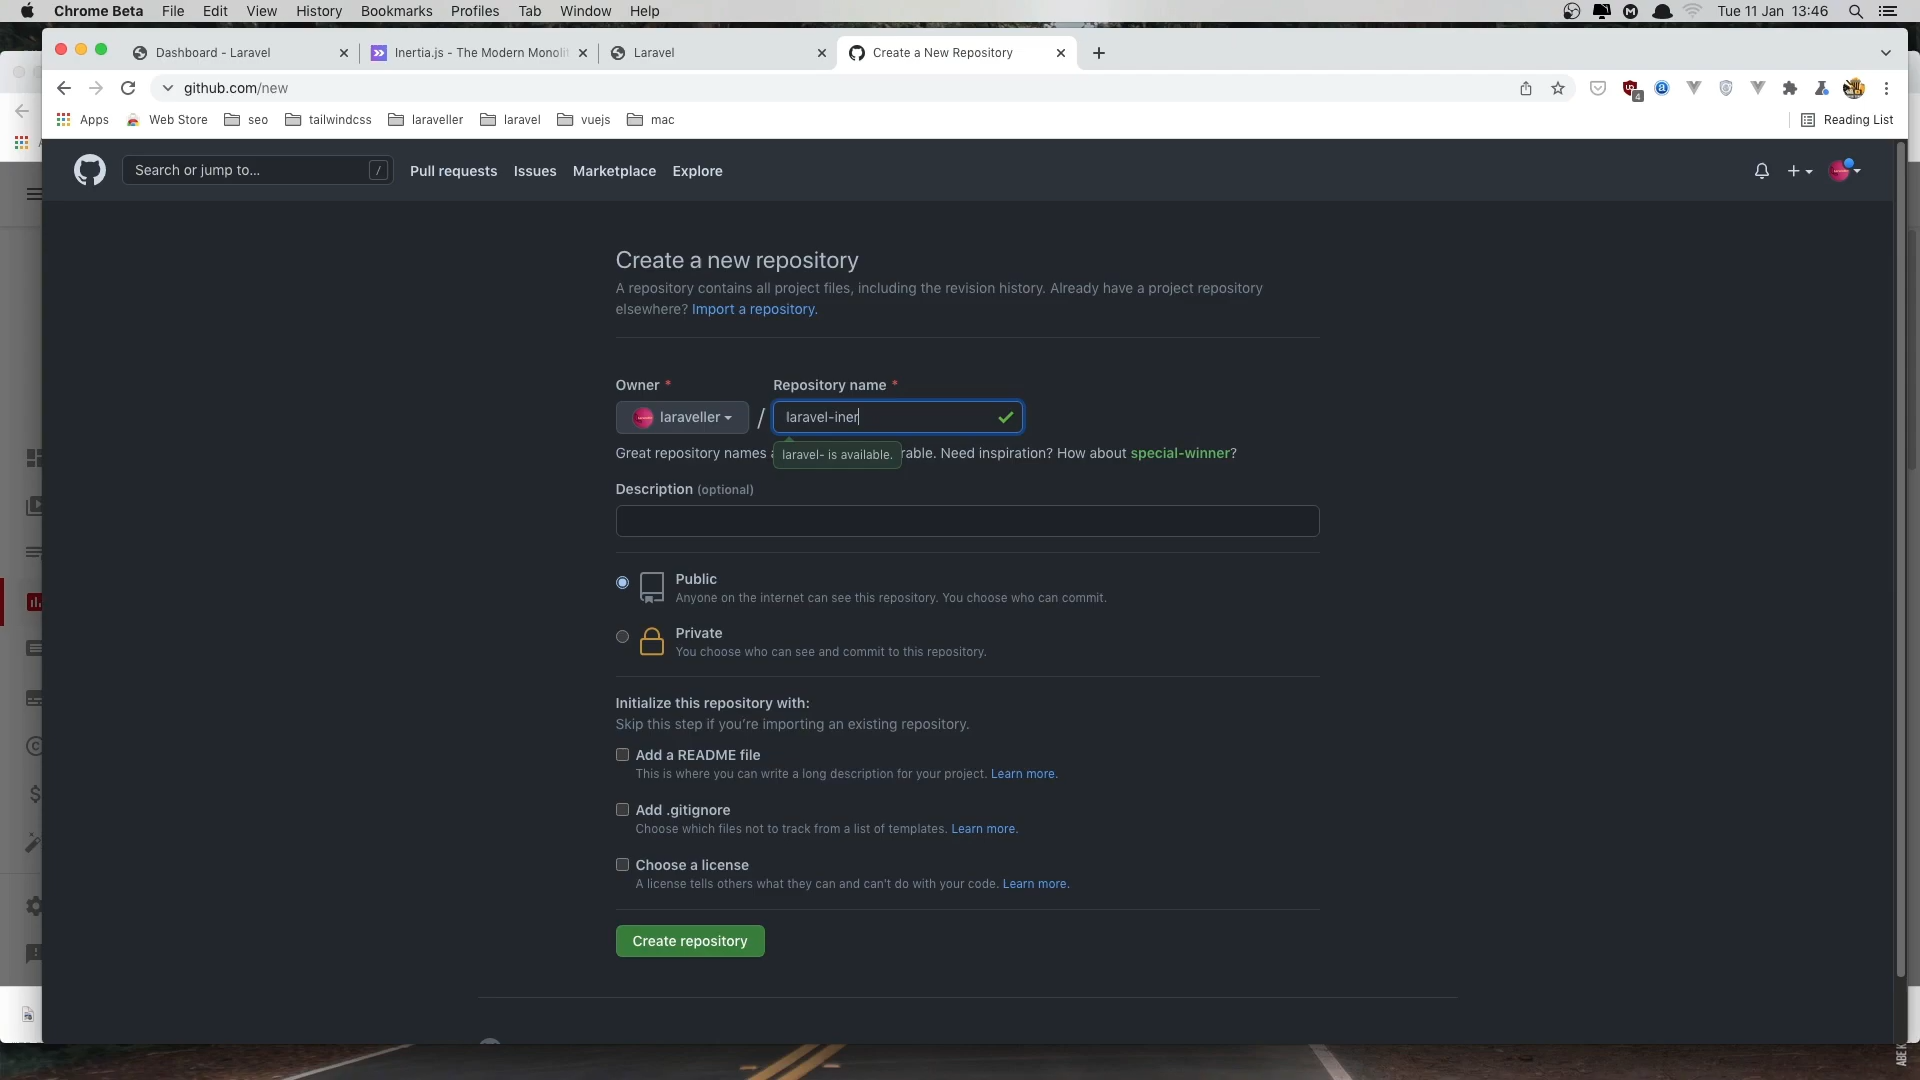 Chrome Beta File Edit View History Bookmarks Profiles Tab Window Help Tue 11 Jan 13:46
Dashboard - Laravel Inertia.js - The Modern Monolit Laravel Create a New Repository
github.com/new 4
Apps Web Store seo tailwindcss laraveller laravel vuejs mac Reading List
Search or jump to... / Pull requests Issues Marketplace Explore
Create a new repository
A repository contains all project files, including the revision history. Already have a project repository
elsewhere? Import a repository.
Owner * Repository name *
laraveller / laravel-iner
Great repository names a laravel- is available. rable. Need inspiration? How about special-winner?
Description (optional)
Public
Anyone on the internet can see this repository. You choose who can commit.
Private
You choose who can see and commit to this repository.
Initialize this repository with:
Skip this step if you’re importing an existing repository.
Add a README file
This is where you can write a long description for your project. Learn more.
Add .gitignore
Choose which files not to track from a list of templates. Learn more.
Choose a license
A license tells others what they can and can't do with your code. Learn more.
Create repository